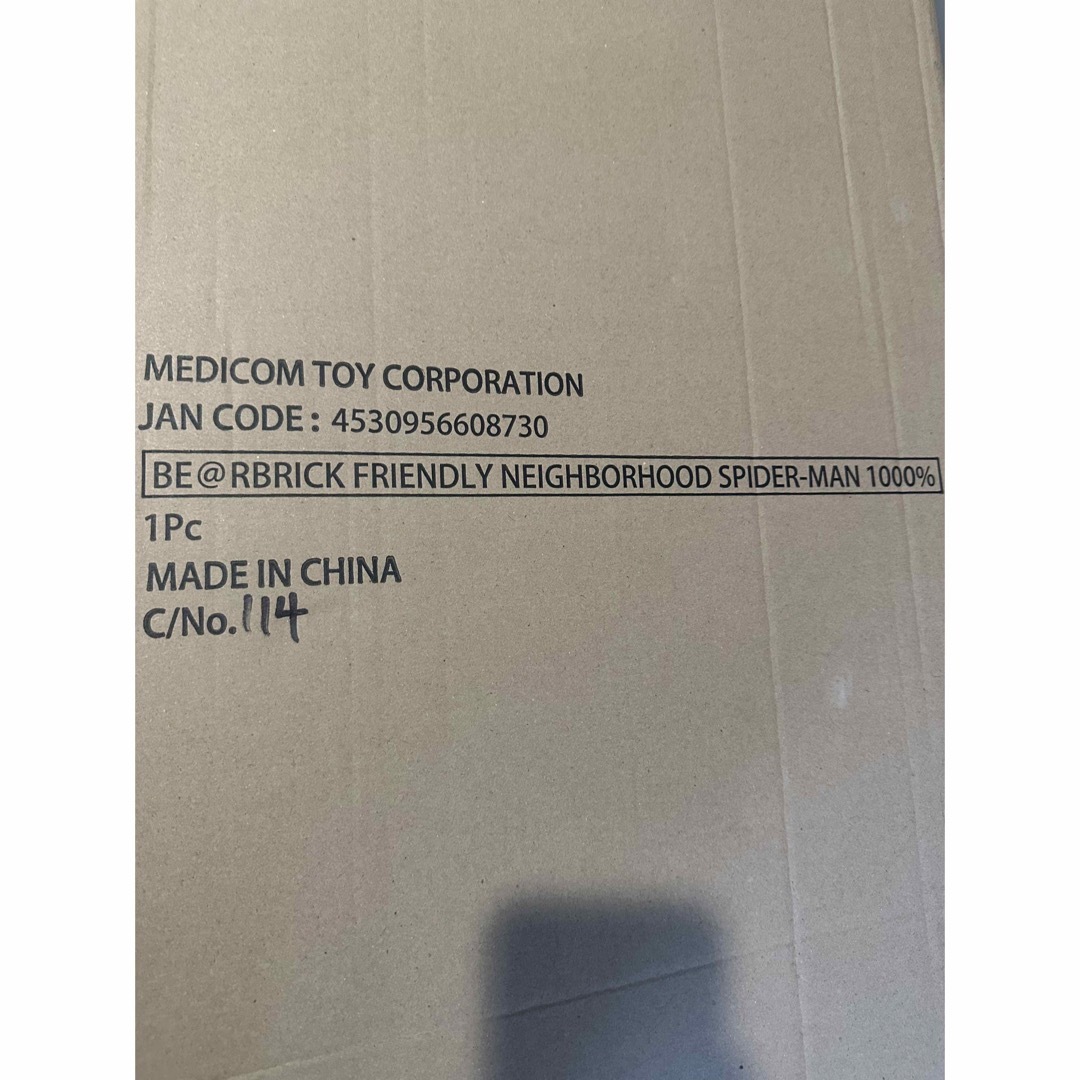 MEDICOM TOY CORPORATION
JAN CODE: 4530956608730
BE@RBRICK FRIENDLY NEIGHBORHOOD SPIDER-MAN 1000%
1Pc
MADE IN CHINA
C/No.114